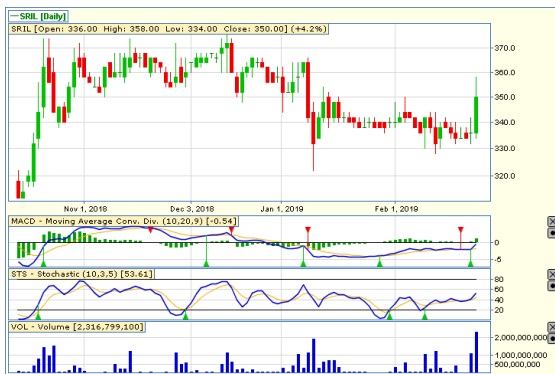 SRIL [Daily]
SRIL [Open: 336.00 High: 358.00 Low: 334.00 Close: 350.00] (+4.2%)
370.0
360.0
350.0
340.0
330.0
320.0
Nov 1, 2018 Dec 3, 2018 Jan 1, 2019 Feb 1, 2019
MACD - Moving Average Conv. Div. (10,20,9) [-0.54]
0
-5
STS - Stochastic (10,3,5) [53.61]
80
60
40
20
VOL - Volume [2,316,799,100]
2,000,000,000
1,000,000,000
500,000,000